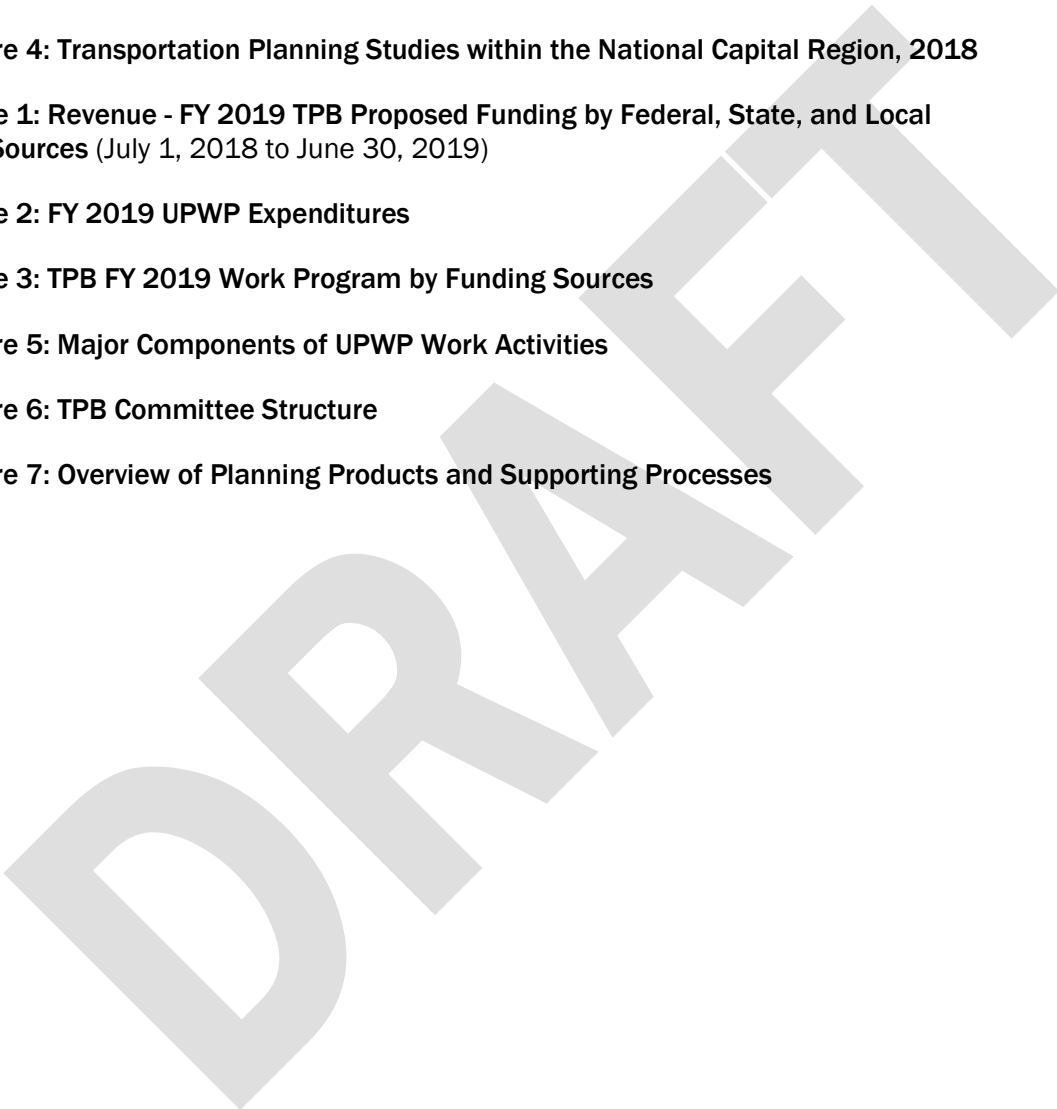 re 4: Transportation Planning Studies within the National Capital Region, 2018
e 1: Revenue - FY 2019 TPB Proposed Funding by Federal, State, and Local
Sources (July 1, 2018 to June 30, 2019)
e 2: FY 2019 UPWP Expenditures
e 3: TPB FY 2019 Work Program by Funding Sources
re 5: Major Components of UPWP Work Activities
re 6: TPB Committee Structure
re 7: Overview of Planning Products and Supporting Processes
DRAFT